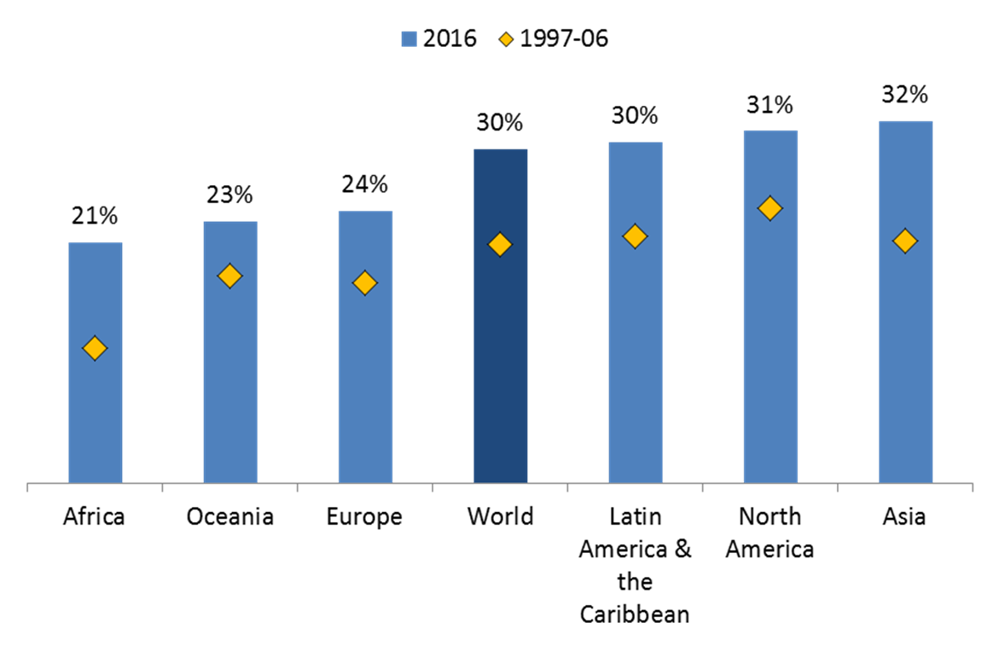 2016 1997-06
21% 23% 24% 30% 30% 31% 32%
Africa Oceania Europe World Latin America & the Caribbean North America Asia